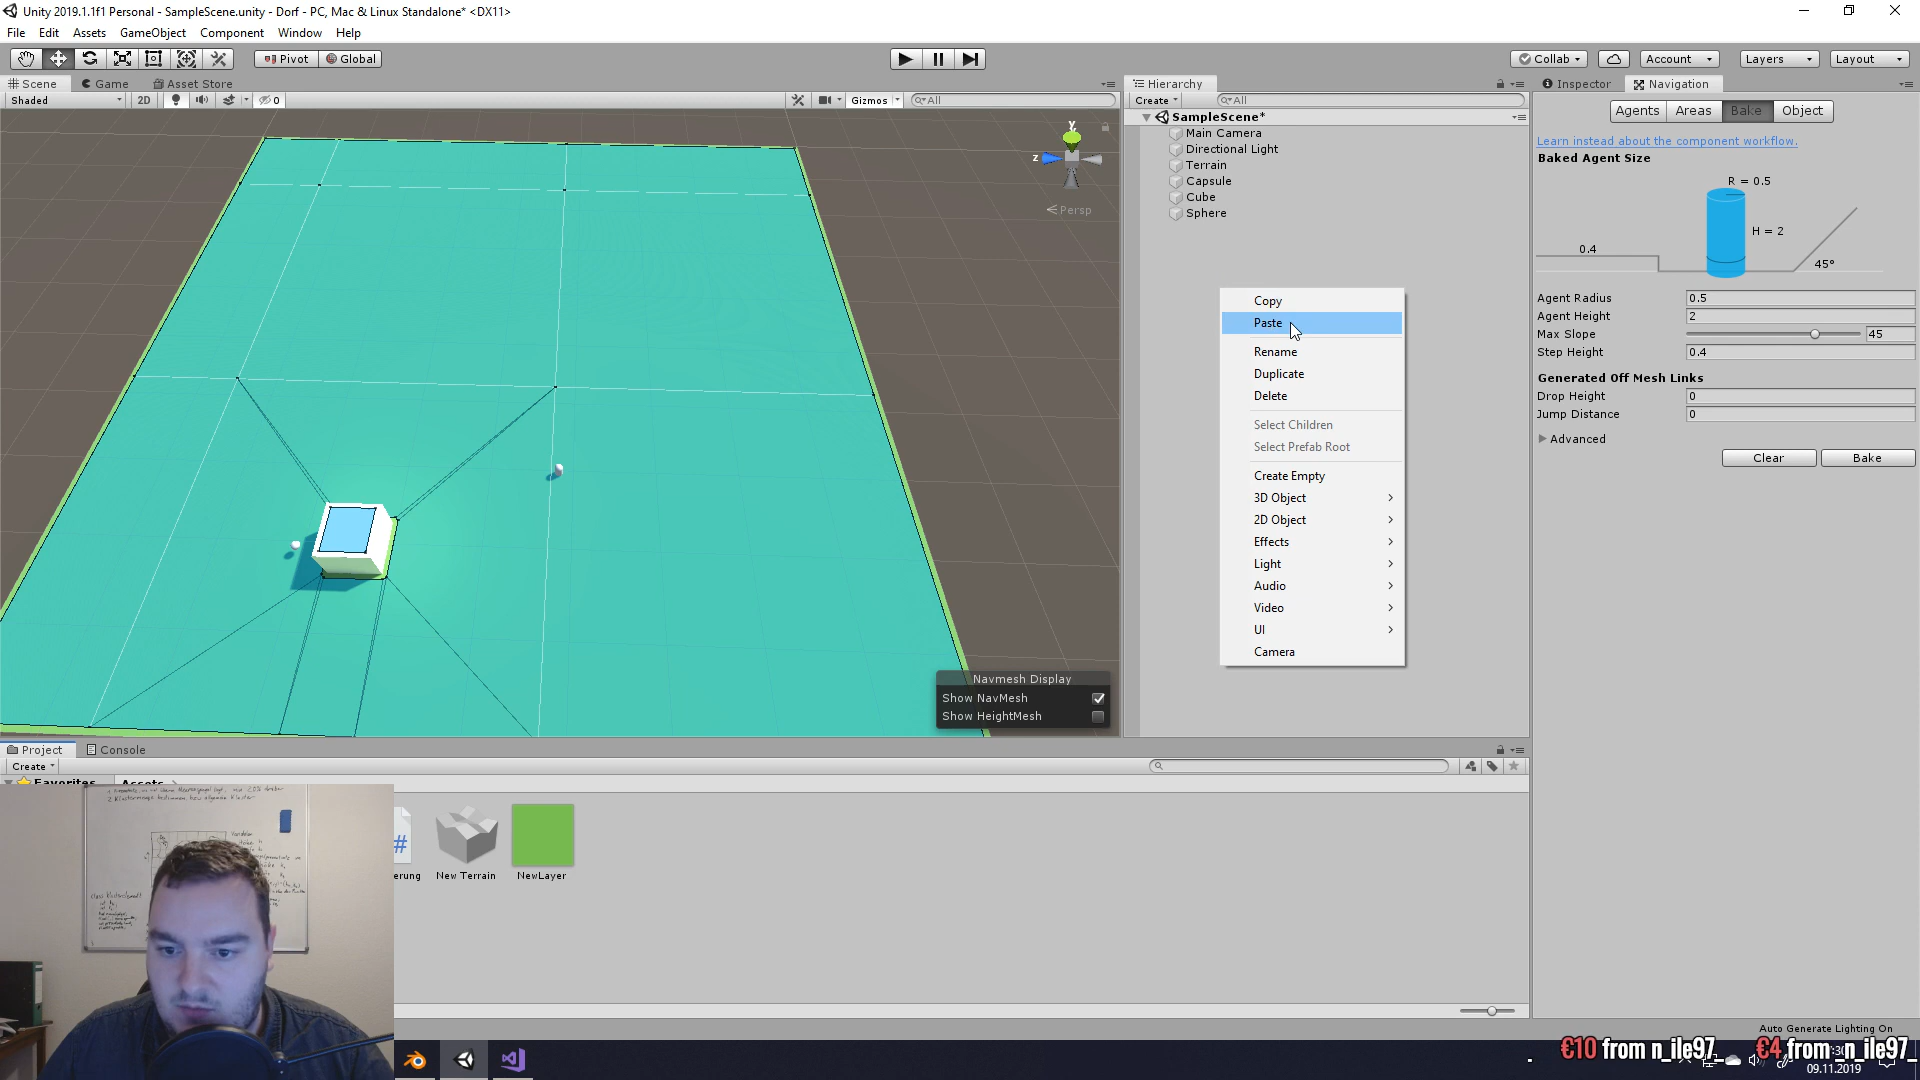 Unity 2019.1.1f1 Personal - SampleScene.unity - Dorf - PC, Mac & Linux Standalone* <DX11>
File Edit Assets GameObject Component Window Help
Pivot Global Collab Account Layers Layout
Scene Game Asset Store
Shaded 2D 0 Gizmos All
y
z
Persp
Navmesh Display
Show NavMesh
Show HeightMesh
Hierarchy
Create All
SampleScene*
Main Camera
Directional Light
Terrain
Capsule
Cube
Sphere
Copy
Paste
Rename
Duplicate
Delete
Select Children
Select Prefab Root
Create Empty
3D Object
2D Object
Effects
Light
Audio
Video
UI
Camera
Inspector Navigation
Agents Areas Bake Object
Learn instead about the component workflow.
Baked Agent Size
R = 0.5
H = 2
0.4
45°
Agent Radius 0.5
Agent Height 2
Max Slope 45
Step Height 0.4
Generated Off Mesh Links
Drop Height 0
Jump Distance 0
Advanced
Clear Bake
Project Console
Create
Favorites Assets
erung New Terrain NewLayer
Auto Generate Lighting On
€10 from n_ile97_ €4 from _n_ile97_
09.11.2019